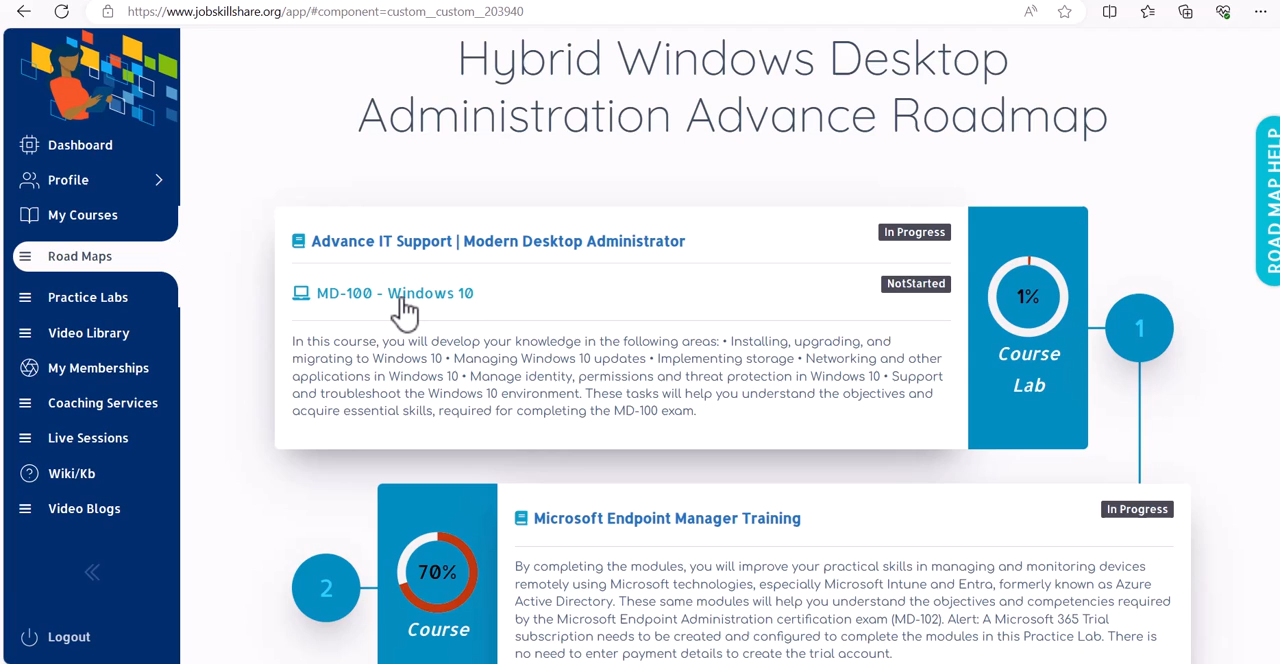 https://www.jobskillshare.org/app/#component=custom__custom__203940
Dashboard
Profile
My Courses
Road Maps
Practice Labs
Video Library
My Memberships
Coaching Services
Live Sessions
Wiki/Kb
Video Blogs
Logout
Hybrid Windows Desktop
Administration Advance Roadmap
Advance IT Support | Modern Desktop Administrator
In Progress
MD-100 - Windows 10
NotStarted
In this course, you will develop your knowledge in the following areas: • Installing, upgrading, and
migrating to Windows 10 • Managing Windows 10 updates • Implementing storage • Networking and other
applications in Windows 10 • Manage identity, permissions and threat protection in Windows 10 • Support
and troubleshoot the Windows 10 environment. These tasks will help you understand the objectives and
acquire essential skills, required for completing the MD-100 exam.
1%
Course
Lab
1
2
70%
Course
Microsoft Endpoint Manager Training
In Progress
By completing the modules, you will improve your practical skills in managing and monitoring devices
remotely using Microsoft technologies, especially Microsoft Intune and Entra, formerly known as Azure
Active Directory. These same modules will help you understand the objectives and competencies required
by the Microsoft Endpoint Administration certification exam (MD-102). Alert: A Microsoft 365 Trial
subscription needs to be created and configured to complete the modules in this Practice Lab. There is
no need to enter payment details to create the trial account.
ROAD MAP HELP